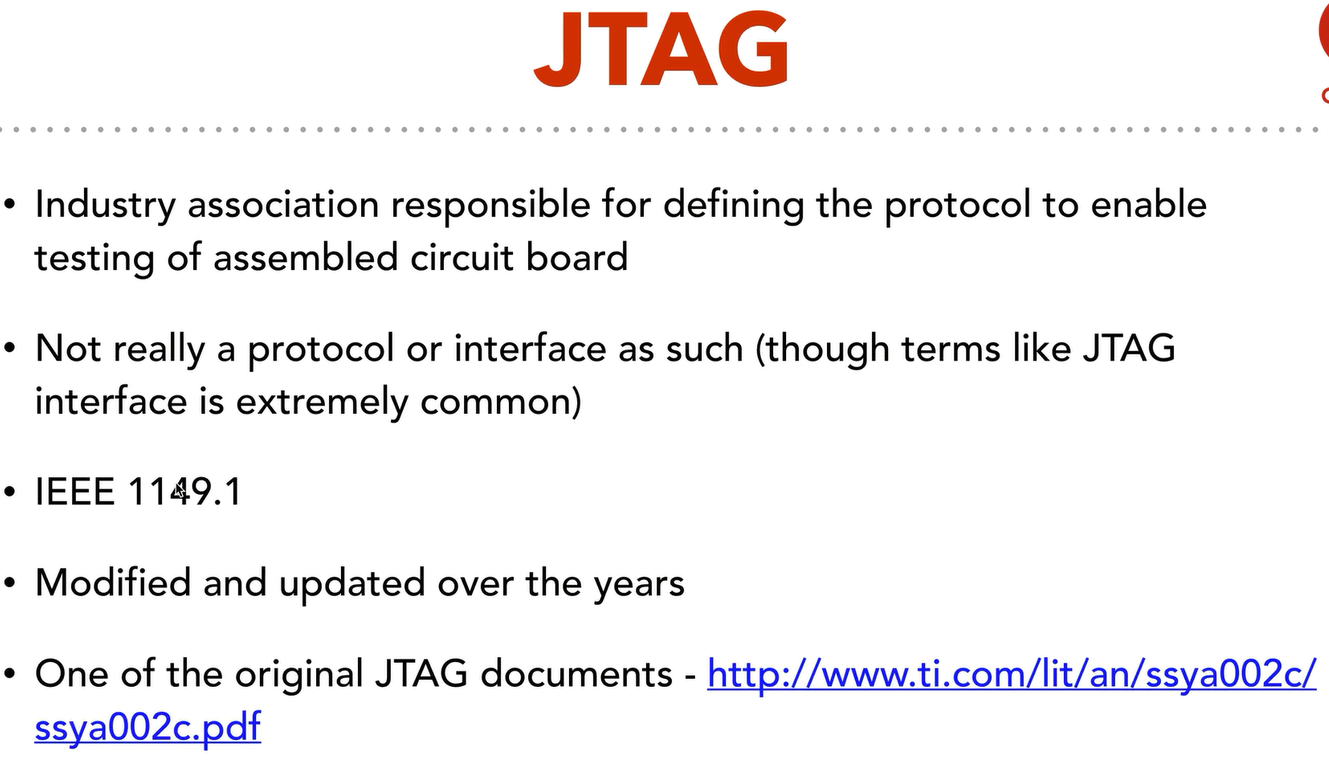 JTAG
• Industry association responsible for defining the protocol to enable
testing of assembled circuit board
• Not really a protocol or interface as such (though terms like JTAG
interface is extremely common)
• IEEE 1149.1
• Modified and updated over the years
• One of the original JTAG documents - http://www.ti.com/lit/an/ssya002c/
ssya002c.pdf